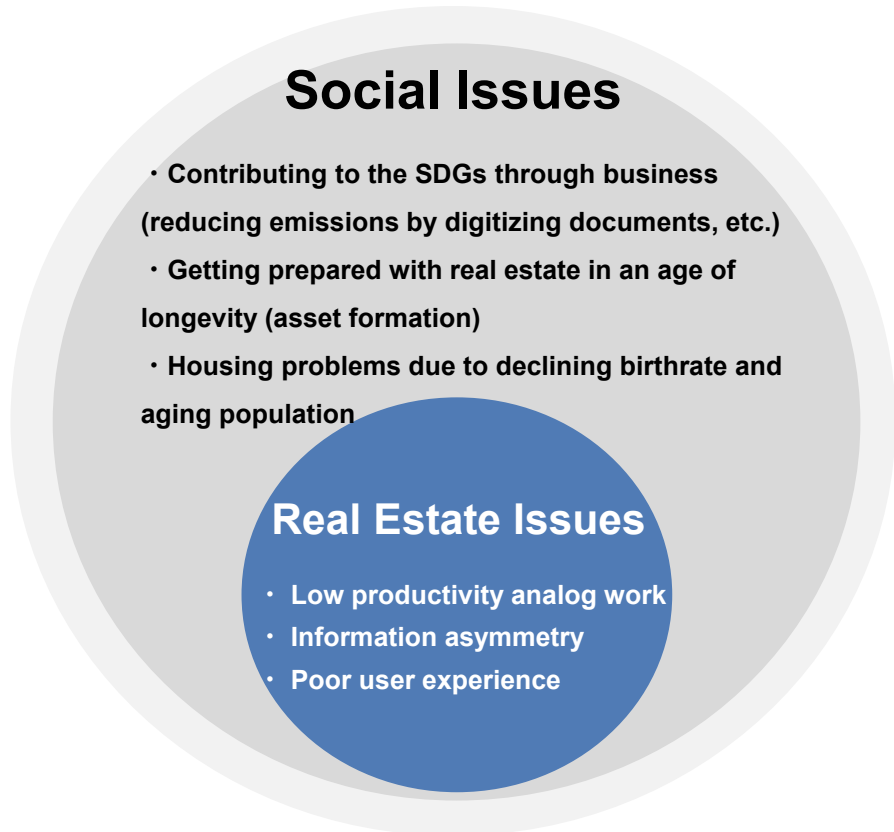 Social Issues
・Contributing to the SDGs through business
(reducing emissions by digitizing documents, etc.)
・Getting prepared with real estate in an age of
longevity (asset formation)
・Housing problems due to declining birthrate and
aging population
Real Estate Issues
・ Low productivity analog work
・ Information asymmetry
・ Poor user experience